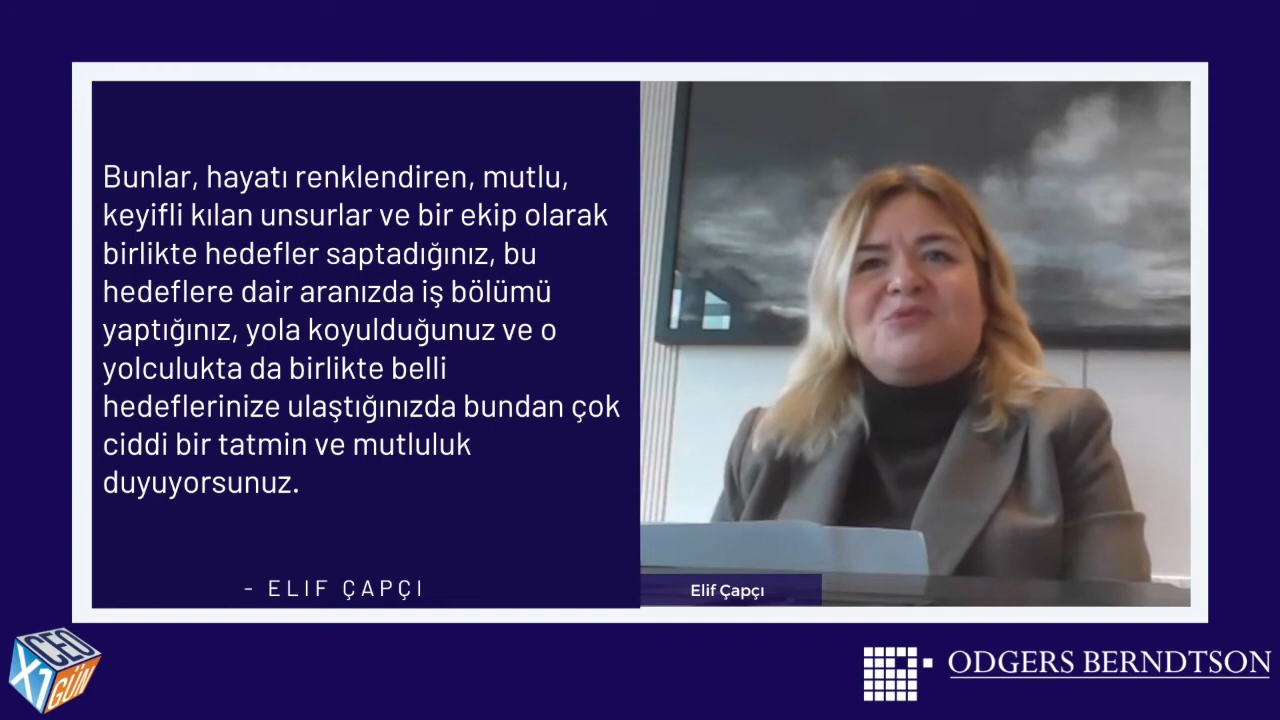 Bunlar, hayatı renklendiren, mutlu,
keyifli kılan unsurlar ve bir ekip olarak
birlikte hedefler saptadığınız, bu
hedeflere dair aranızda iş bölümü
yaptığınız, yola koyulduğunuz ve o
yolculukta da birlikte belli
hedeflerinize ulaştığınızda bundan çok
ciddi bir tatmin ve mutluluk
duyuyorsunuz.
- ELIF ÇAPÇI
Elif Çapçı
CEO
X1
GÜN
ODGERS BERNDTSON